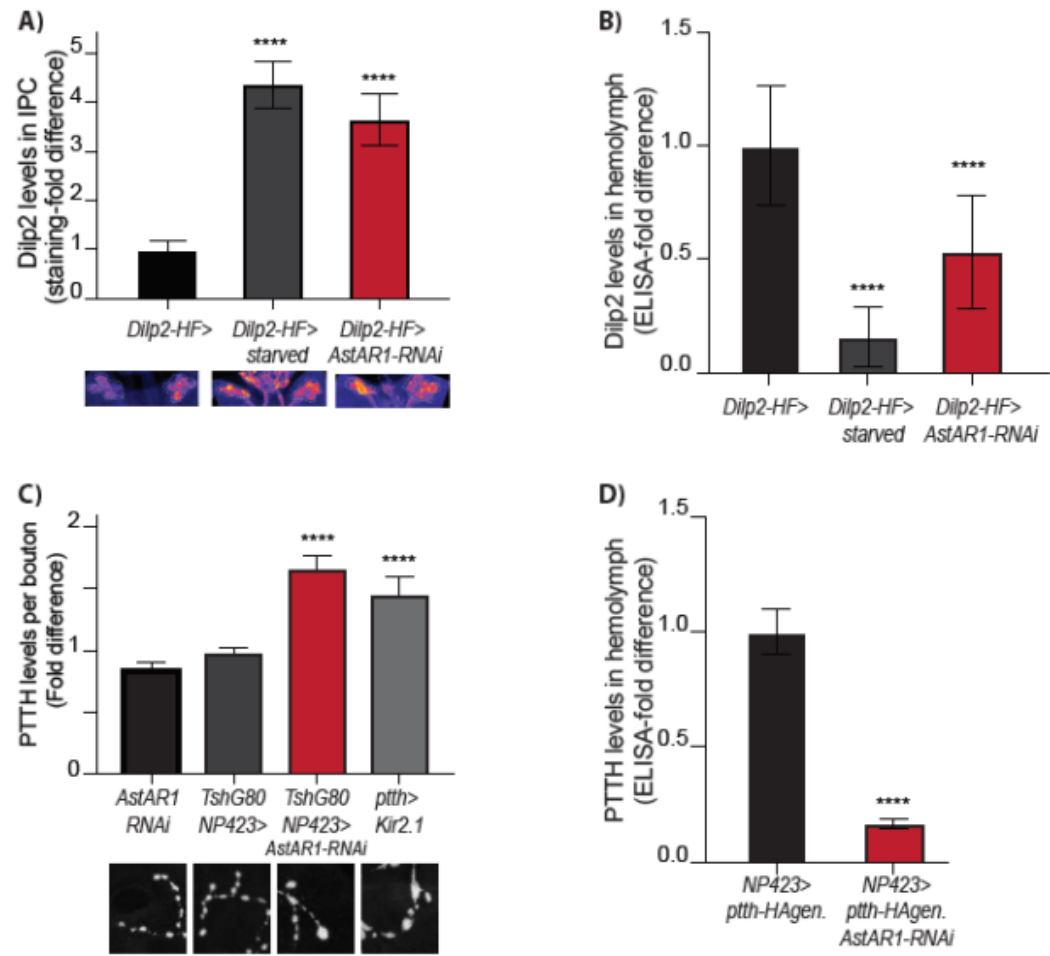 A)
Dilp2 levels in IPC
(staining-fold difference)
5
4
3
2
1
0
****
****
Dilp2-HF>
Dilp2-HF>
starved
Dilp2-HF>
AstAR1-RNAi
B)
Dilp2 levels in hemolymph
(ELISA-fold difference)
1.5
1.0
0.5
0.0
****
****
Dilp2-HF>
Dilp2-HF>
starved
Dilp2-HF>
AstAR1-RNAi
C)
PTTH levels per bouton
(Fold difference)
2
1
0
****
****
AstAR1
RNAi
TshG80
NP423>
TshG80
NP423>
AstAR1-RNAi
ptth>
Kir2.1
D)
PTTH levels in hemolymph
(ELISA-fold difference)
1.5
1.0
0.5
0.0
****
NP423>
ptth-HAgen.
NP423>
ptth-HAgen.
AstAR1-RNAi